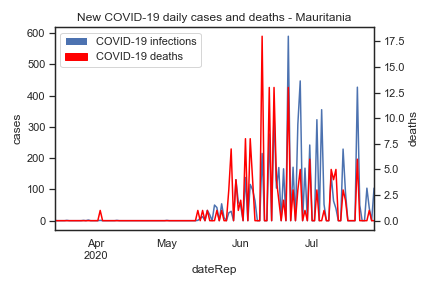 New COVID-19 daily cases and deaths - Mauritania
COVID-19 infections
COVID-19 deaths
600
500
400
300
200
100
0
cases
17.5
15.0
12.5
10.0
7.5
5.0
2.5
0.0
deaths
Apr
2020
May
Jun
Jul
dateRep